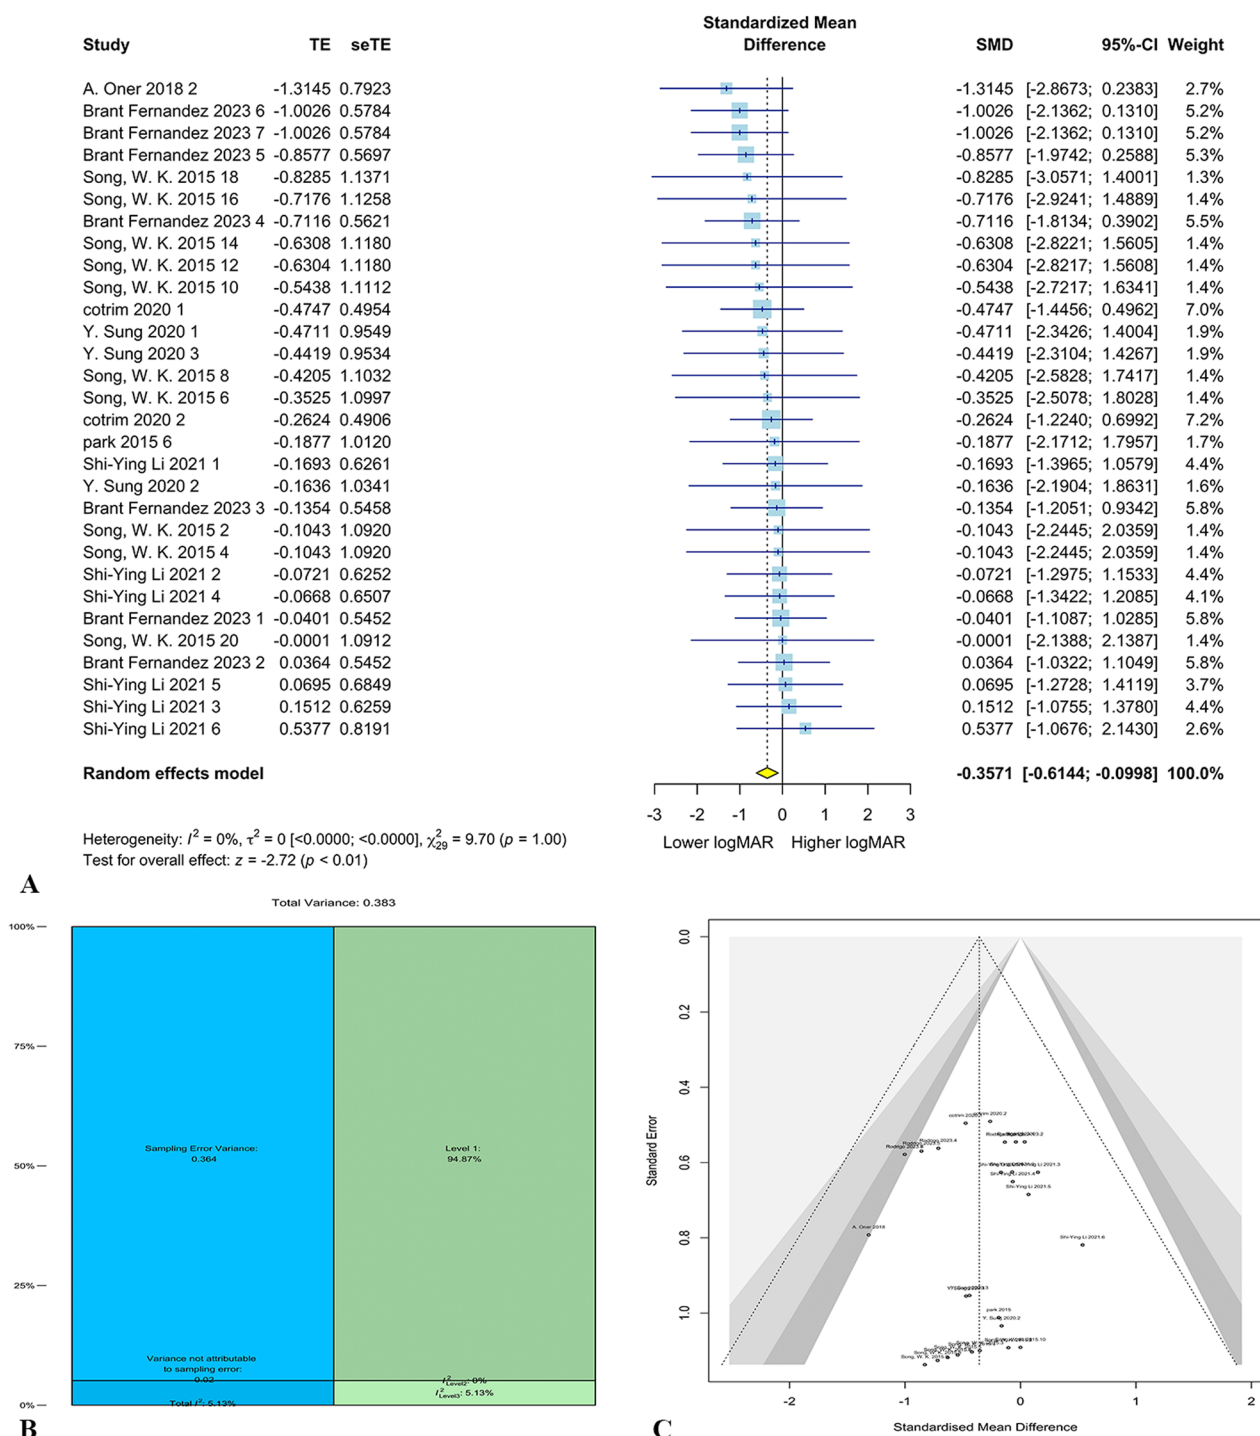 Standardized Mean
Study TE seTE Difference SMD 95%-CI Weight
A. Oner 2018 2 -1.3145 0.7923 -1.3145 [-2.8673; 0.2383] 2.7%
Brant Fernandez 2023 6 -1.0026 0.5784 -1.0026 [-2.1362; 0.1310] 5.2%
Brant Fernandez 2023 7 -1.0026 0.5784 -1.0026 [-2.1362; 0.1310] 5.2%
Brant Fernandez 2023 5 -0.8577 0.5697 -0.8577 [-1.9742; 0.2588] 5.3%
Song, W. K. 2015 18 -0.8285 1.1371 -0.8285 [-3.0571; 1.4001] 1.3%
Song, W. K. 2015 16 -0.7176 1.1258 -0.7176 [-2.9241; 1.4889] 1.4%
Brant Fernandez 2023 4 -0.7116 0.5621 -0.7116 [-1.8134; 0.3902] 5.5%
Song, W. K. 2015 14 -0.6308 1.1180 -0.6308 [-2.8221; 1.5605] 1.4%
Song, W. K. 2015 12 -0.6304 1.1180 -0.6304 [-2.8217; 1.5608] 1.4%
Song, W. K. 2015 10 -0.5438 1.1112 -0.5438 [-2.7217; 1.6341] 1.4%
cotrim 2020 1 -0.4747 0.4954 -0.4747 [-1.4456; 0.4962] 7.0%
Y. Sung 2020 1 -0.4711 0.9549 -0.4711 [-2.3426; 1.4004] 1.9%
Y. Sung 2020 3 -0.4419 0.9534 -0.4419 [-2.3104; 1.4267] 1.9%
Song, W. K. 2015 8 -0.4205 1.1032 -0.4205 [-2.5828; 1.7417] 1.4%
Song, W. K. 2015 6 -0.3525 1.0997 -0.3525 [-2.5078; 1.8028] 1.4%
cotrim 2020 2 -0.2624 0.4906 -0.2624 [-1.2240; 0.6992] 7.2%
park 2015 6 -0.1877 1.0120 -0.1877 [-2.1712; 1.7957] 1.7%
Shi-Ying Li 2021 1 -0.1693 0.6261 -0.1693 [-1.3965; 1.0579] 4.4%
Y. Sung 2020 2 -0.1636 1.0341 -0.1636 [-2.1904; 1.8631] 1.6%
Brant Fernandez 2023 3 -0.1354 0.5458 -0.1354 [-1.2051; 0.9342] 5.8%
Song, W. K. 2015 2 -0.1043 1.0920 -0.1043 [-2.2445; 2.0359] 1.4%
Song, W. K. 2015 4 -0.1043 1.0920 -0.1043 [-2.2445; 2.0359] 1.4%
Shi-Ying Li 2021 2 -0.0721 0.6252 -0.0721 [-1.2975; 1.1533] 4.4%
Shi-Ying Li 2021 4 -0.0668 0.6507 -0.0668 [-1.3422; 1.2085] 4.1%
Brant Fernandez 2023 1 -0.0401 0.5452 -0.0401 [-1.1087; 1.0285] 5.8%
Song, W. K. 2015 20 -0.0001 1.0912 -0.0001 [-2.1388; 2.1387] 1.4%
Brant Fernandez 2023 2 0.0364 0.5452 0.0364 [-1.0322; 1.1049] 5.8%
Shi-Ying Li 2021 5 0.0695 0.6849 0.0695 [-1.2728; 1.4119] 3.7%
Shi-Ying Li 2021 3 0.1512 0.6259 0.1512 [-1.0755; 1.3780] 4.4%
Shi-Ying Li 2021 6 0.5377 0.8191 0.5377 [-1.0676; 2.1430] 2.6%
Random effects model -0.3571 [-0.6144; -0.0998] 100.0%
-3 -2 -1 0 1 2 3
Lower logMAR Higher logMAR
Heterogeneity: I² = 0%, τ² = 0 [<0.0000; <0.0000], χ²₂₉ = 9.70 (p = 1.00)
Test for overall effect: z = -2.72 (p < 0.01)
A
Total Variance: 0.383
100%
75%
50%
25%
0%
Sampling Error Variance:
0.364
Level 1:
94.87%
Variance not attributable
to sampling error:
0.02
Total I²: 5.13%
I²Level2: 0%
I²Level3: 5.13%
B
0.0
0.2
0.4
0.6
0.8
1.0
Standard Error
cotrim 2020.2
Rodrigo 2023.4
Shi-Ying Li 2021.3
Shi-Ying Li 2021.4
Shi-Ying Li 2021.5
A. Oner 2018
Shi-Ying Li 2021.6
park 2015
Y. Sung 2020.2
-2 -1 0 1 2
Standardised Mean Difference
C